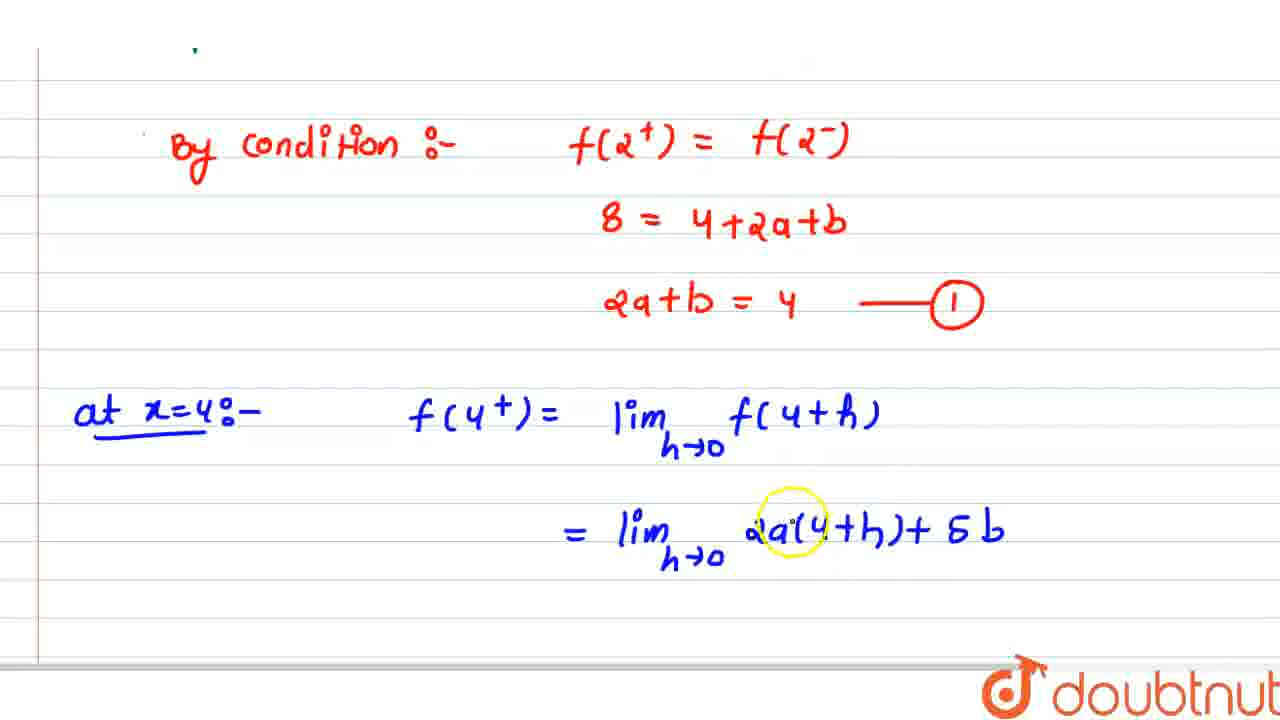 By condition :- f(2⁺) = f(2⁻)
8 = 4+2a+b
2a+b = 4 —— ①
at x=4:- f(4⁺) = lim h→0 f(4+h)
= lim h→0 2a(4+h)+5b
doubtnut